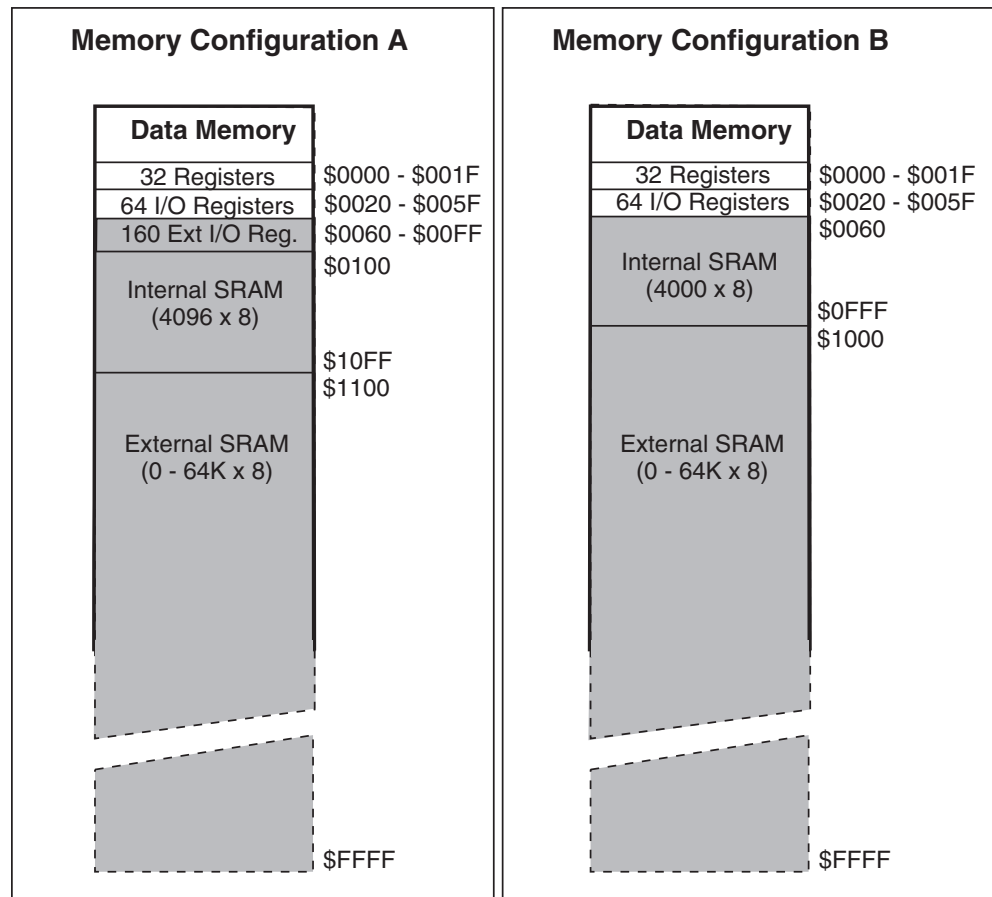 Memory Configuration A
Data Memory
32 Registers
$0000 - $001F
64 I/O Registers
$0020 - $005F
160 Ext I/O Reg.
$0060 - $00FF
$0100
Internal SRAM
(4096 x 8)
$10FF
$1100
External SRAM
(0 - 64K x 8)
$FFFF
Memory Configuration B
Data Memory
32 Registers
$0000 - $001F
64 I/O Registers
$0020 - $005F
$0060
Internal SRAM
(4000 x 8)
$0FFF
$1000
External SRAM
(0 - 64K x 8)
$FFFF